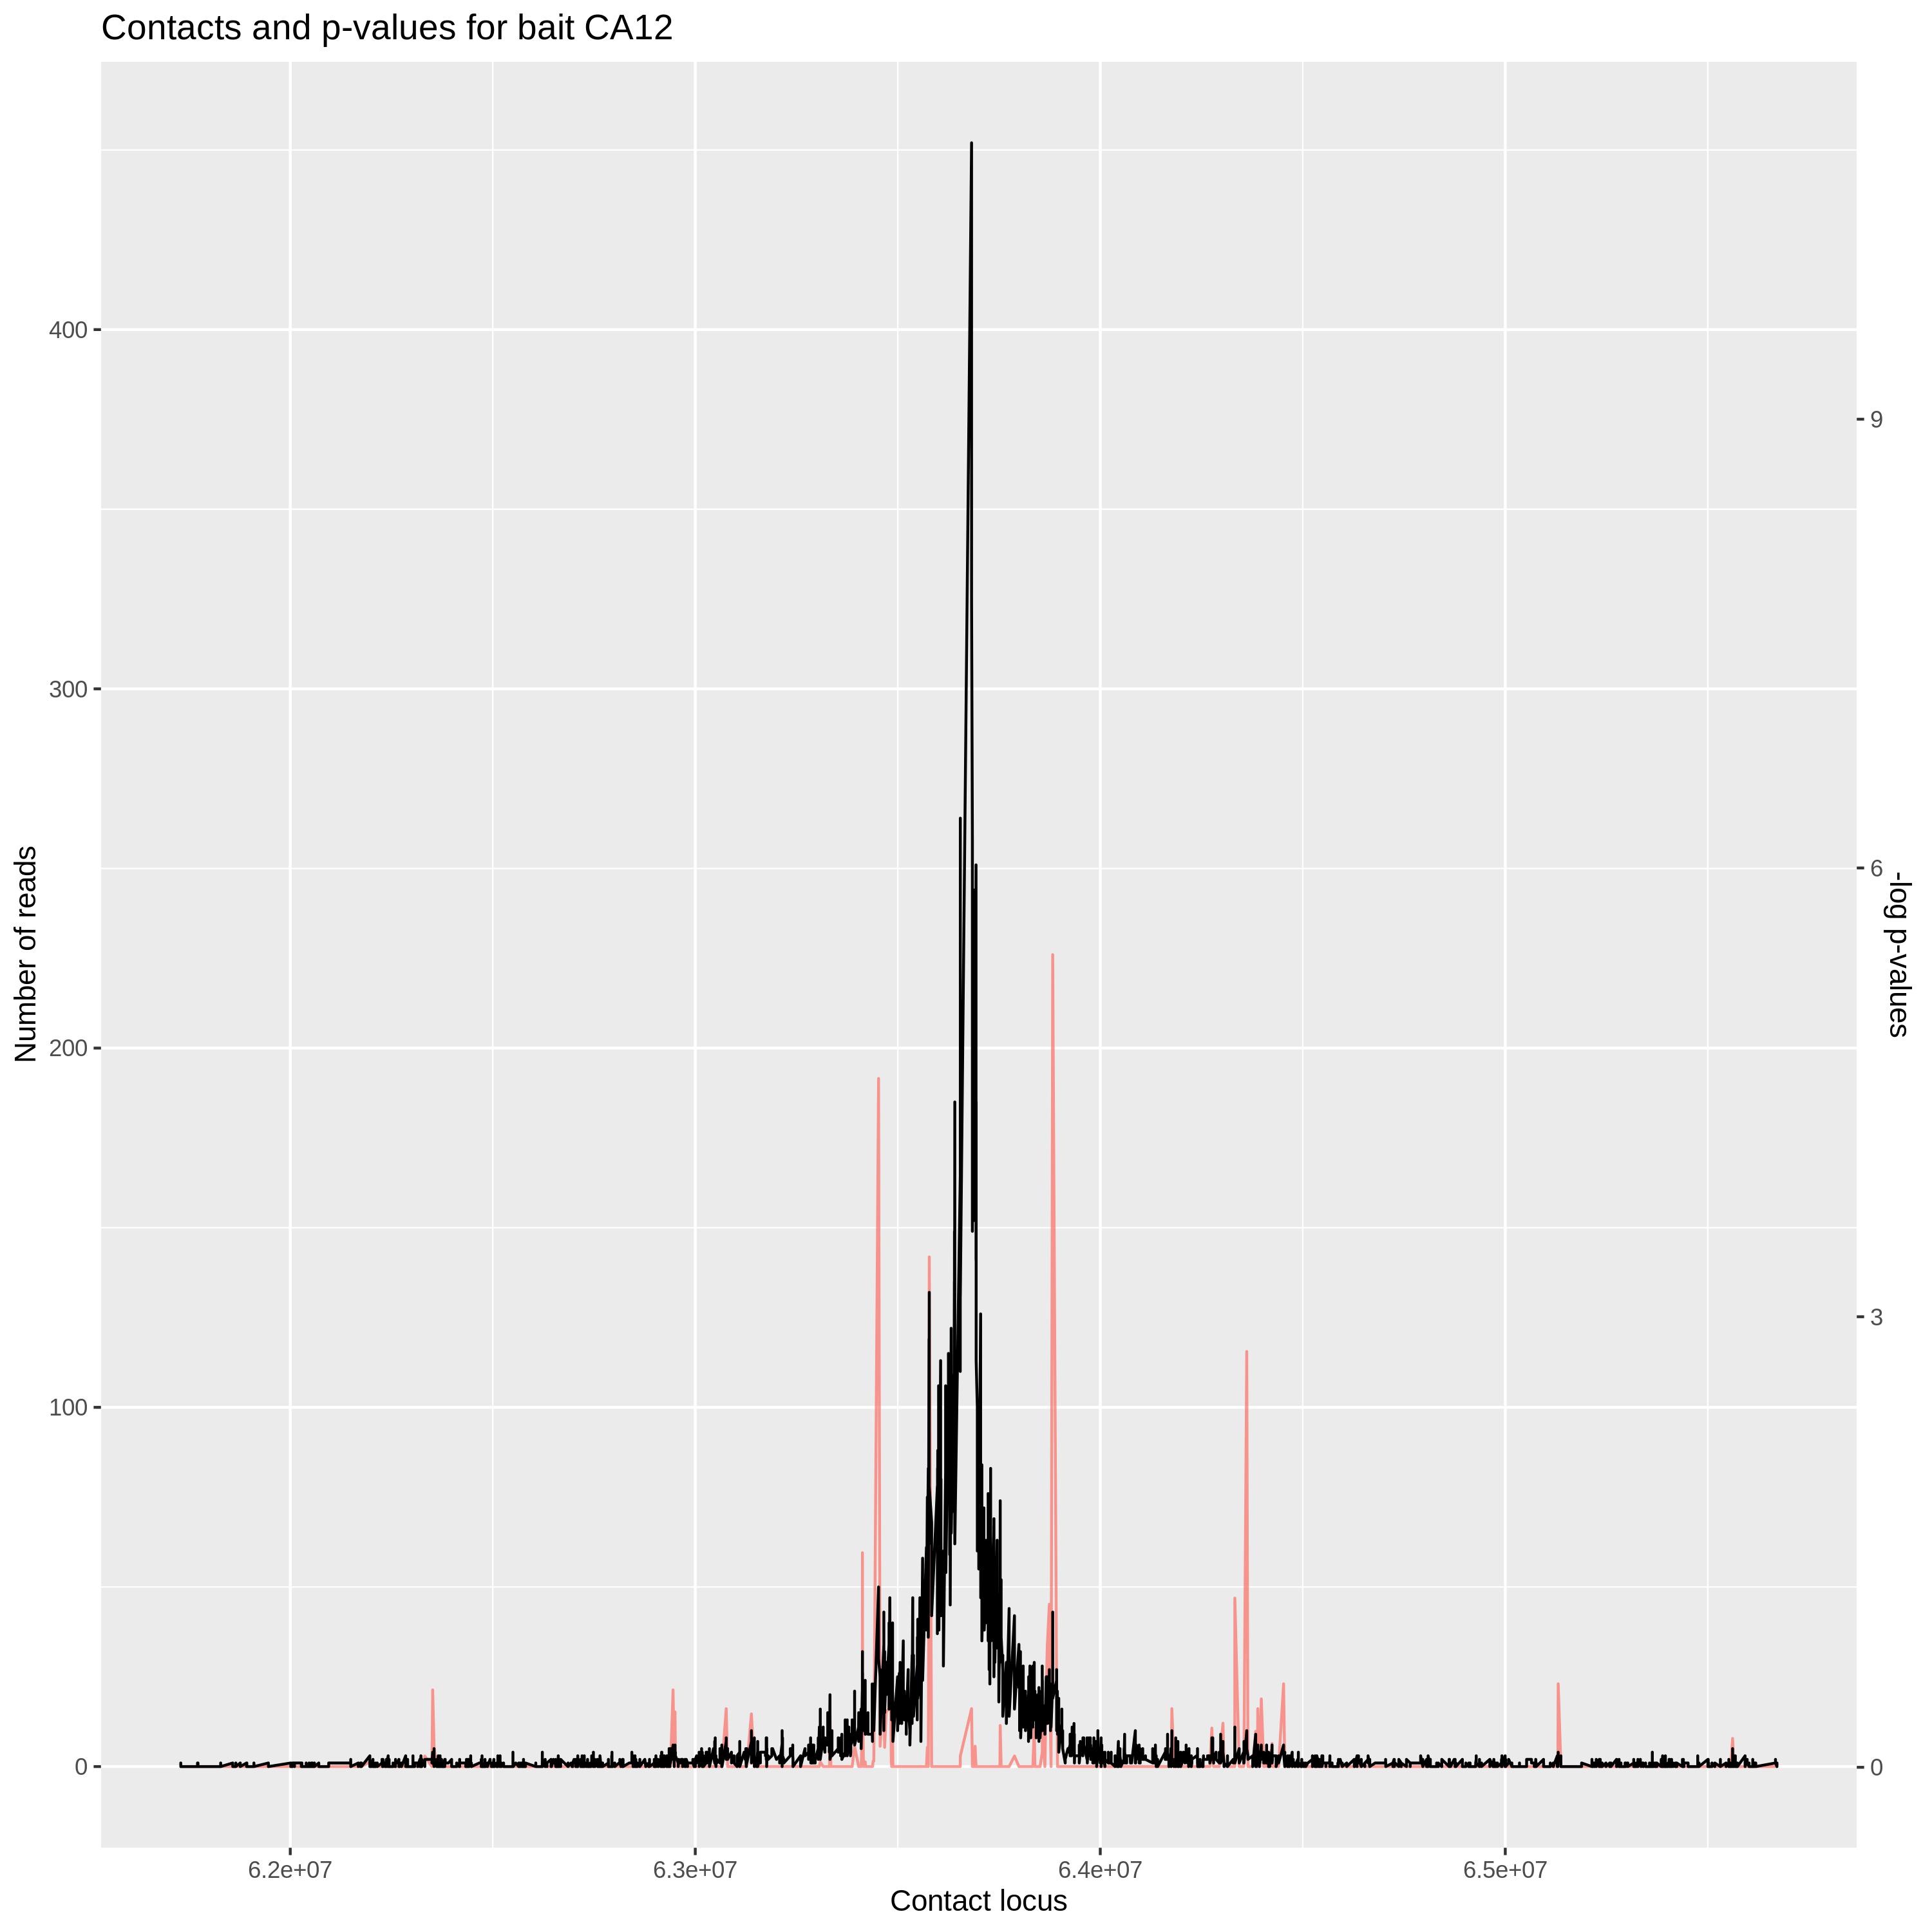 Contacts and p-values for bait CA12
400
300
200
100
0
Number of reads
9
6
3
0
-log p-values
6.2e+07
6.3e+07
6.4e+07
6.5e+07
Contact locus